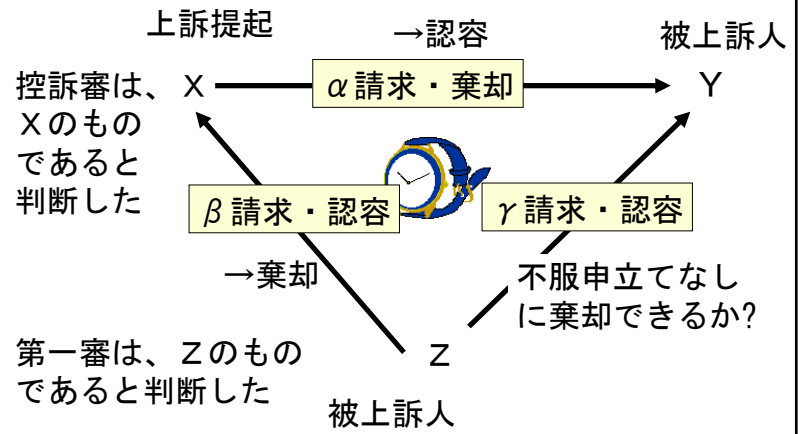 上訴提起
→認容
被上訴人
控訴審は、
Xのもの
であると
判断した
X
α請求・棄却
Y
β請求・認容
γ請求・認容
→棄却
不服申立てなし
に棄却できるか?
第一審は、Zのもの
であると判断した
Z
被上訴人